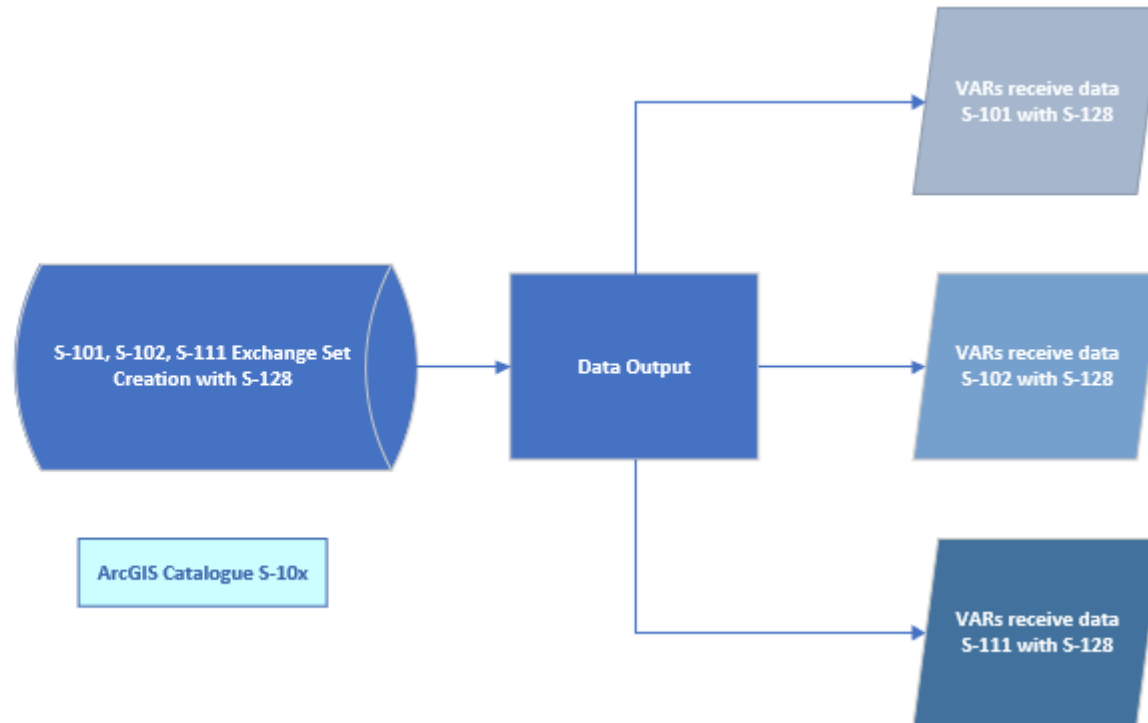 VARs receive data
S-101 with S-128
S-101, S-102, S-111 Exchange Set
Creation with S-128
Data Output
VARs receive data
S-102 with S-128
ArcGIS Catalogue S-10x
VARs receive data
S-111 with S-128